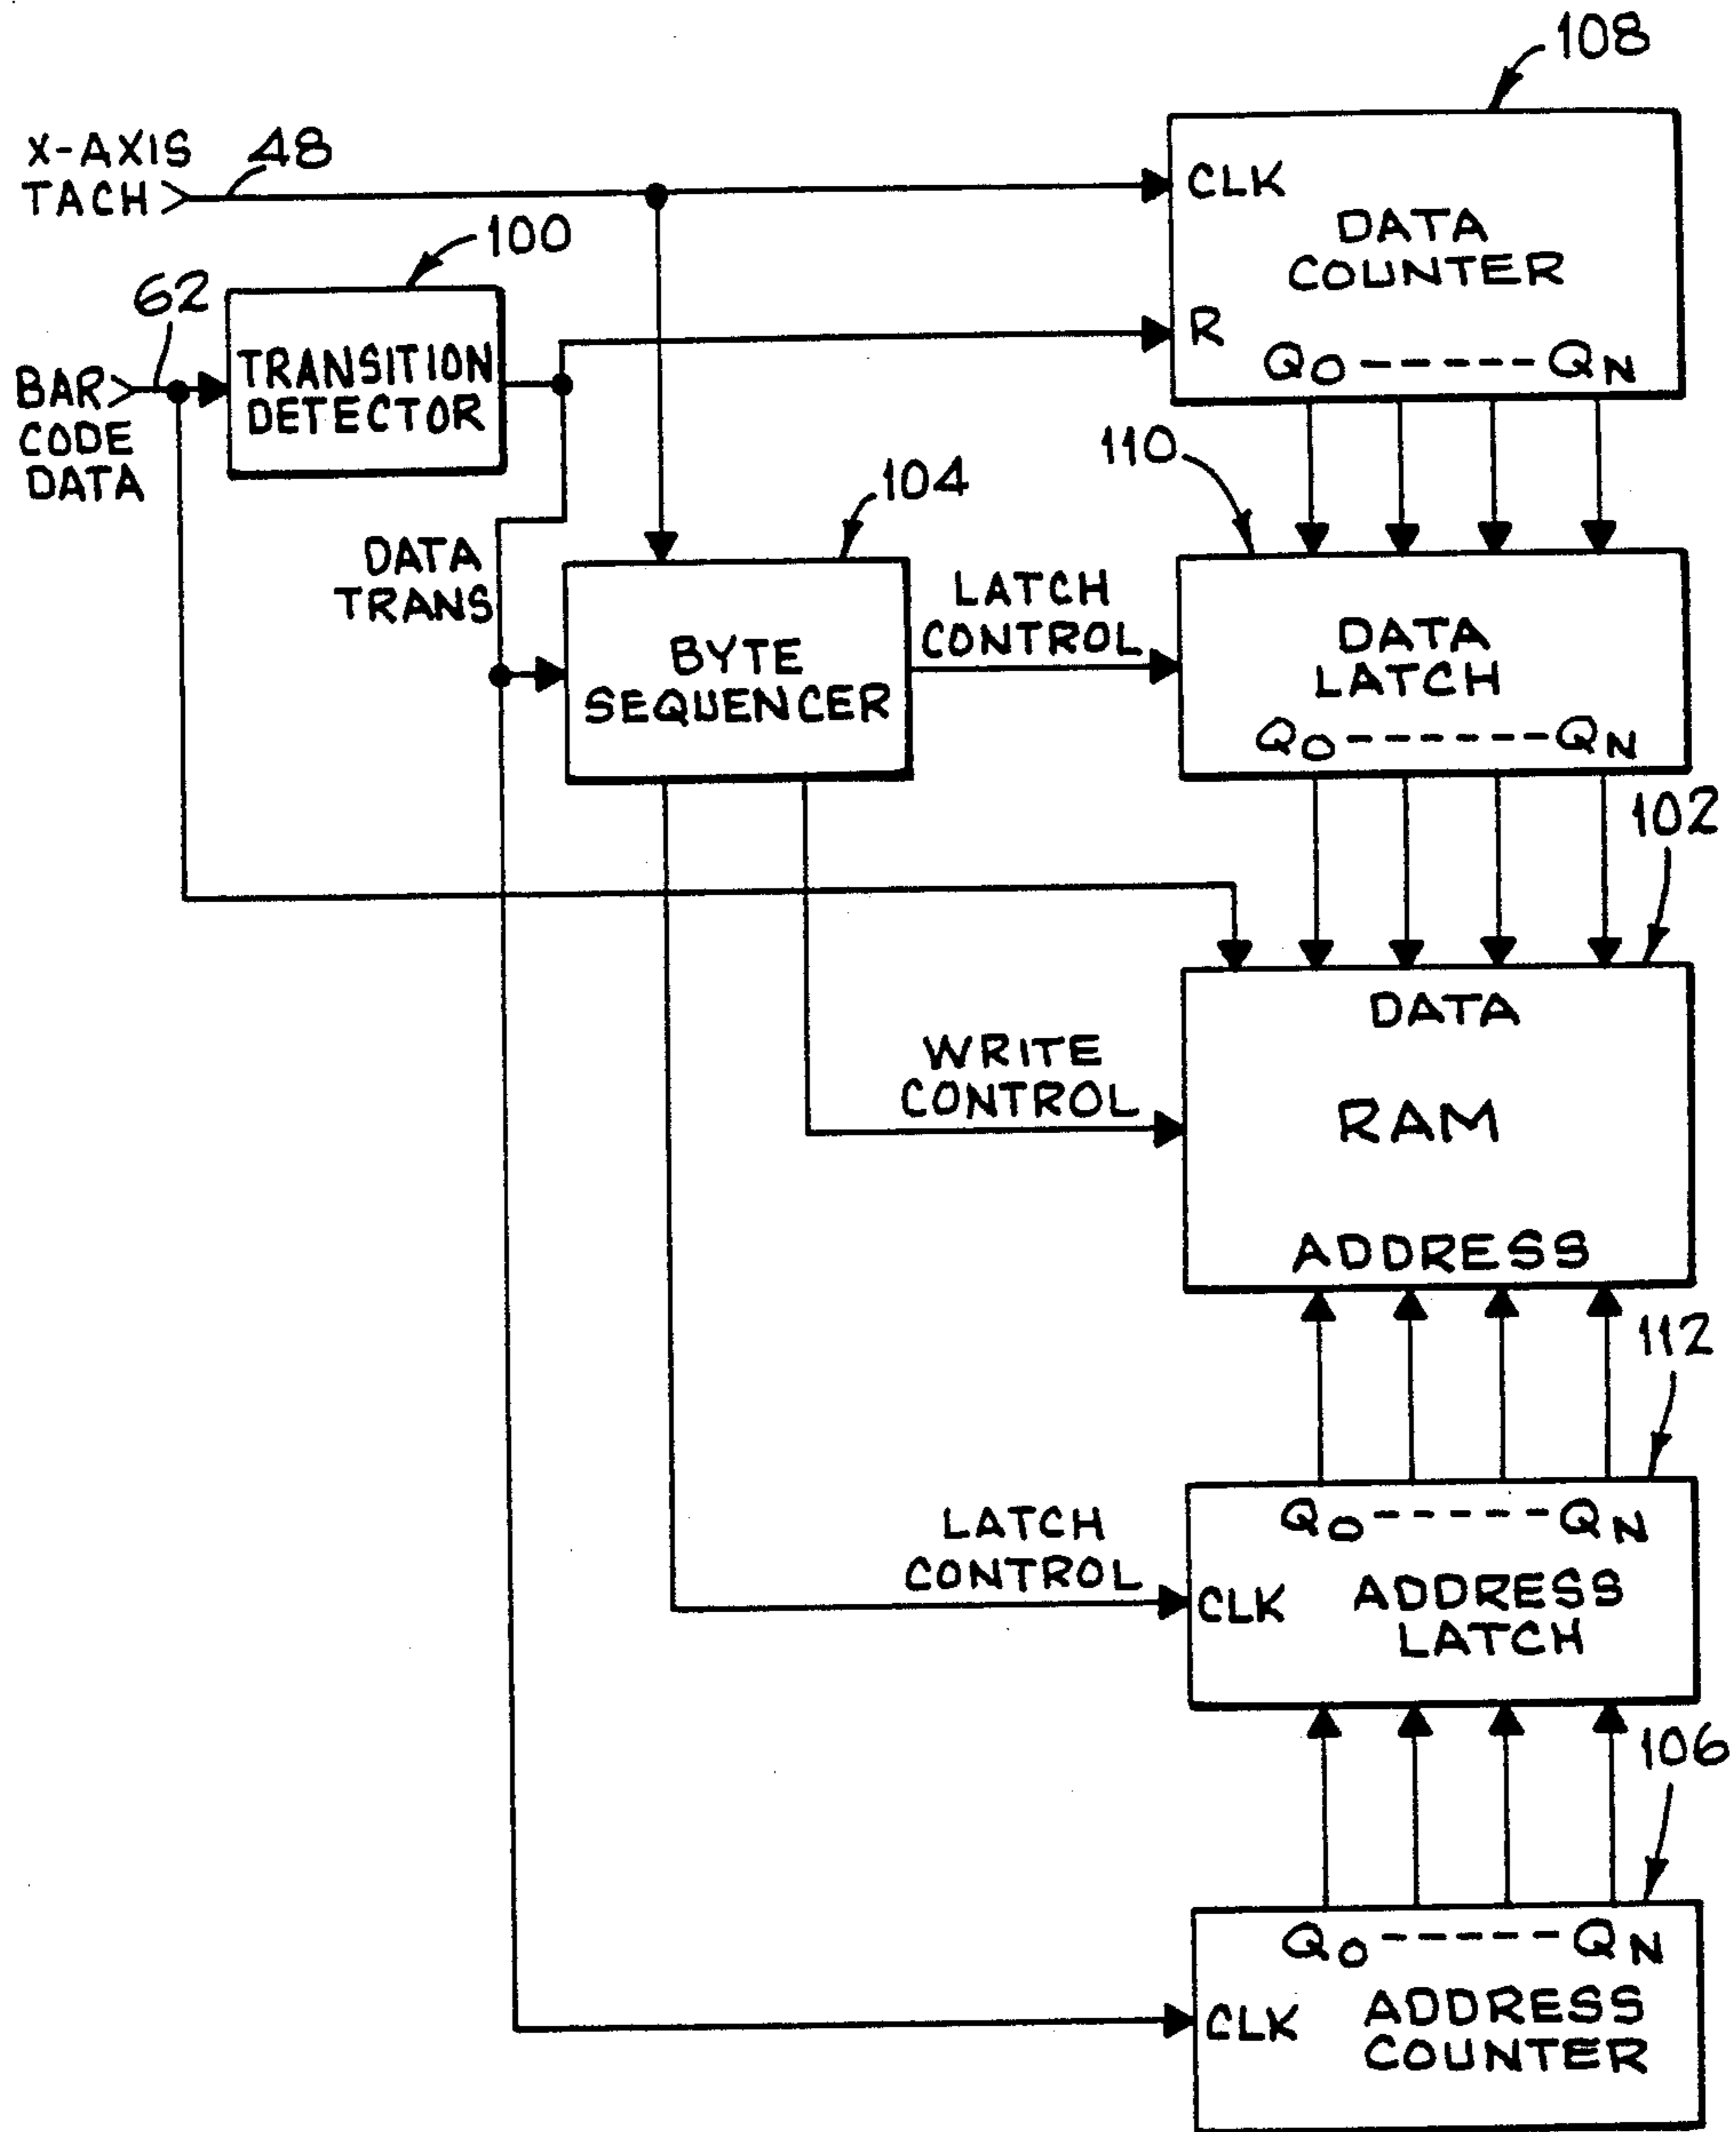 108
X-AXIS 48
TACH
CLK
DATA
COUNTER
100
62
R
Q0 ------ QN
TRANSITION
DETECTOR
BAR
CODE
DATA
110
104
DATA
TRANS
LATCH
CONTROL
BYTE
SEQUENCER
DATA
LATCH
Q0 ------- QN
102
DATA
WRITE
CONTROL
RAM
ADDRESS
112
Q0 ------ QN
LATCH
CONTROL
CLK
ADDRESS
LATCH
106
Q0 ------ QN
CLK
ADDRESS
COUNTER